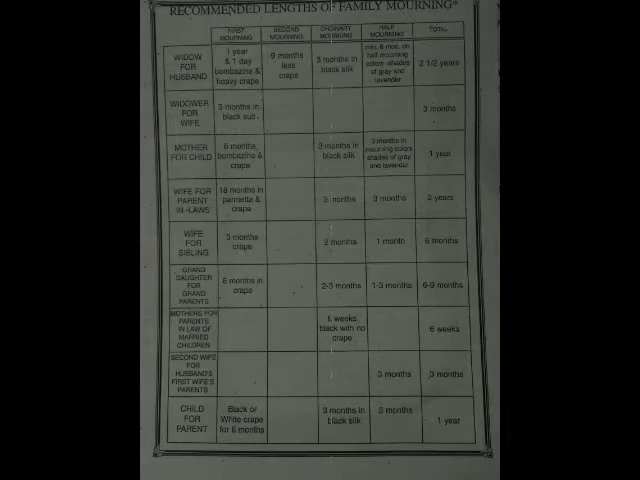 RECOMMENDED LENGTHS OF FAMILY MOURNING*
FIRST MOURNING SECOND MOURNING ORDINARY MOURNING HALF MOURNING TOTAL
WIDOW FOR HUSBAND
1 year & 1 day bombazine & heavy crape
9 months less crape
3 months in black silk
min. 6 mos. on half mourning colors-shades of gray and lavender
2 1/2 years
WIDOWER FOR WIFE
3 months in black suit
3 months
MOTHER FOR CHILD
6 months bombazine & crape
3 months in black silk
3 months in mourning colors shades of gray and lavender
1 year
WIFE FOR PARENT IN-LAWS
18 months in & crape
3 months
3 months
2 years
WIFE FOR SIBLING
3 months crape
2 months
1 month
6 months
GRAND DAUGHTER FOR GRAND PARENTS
6 months in crape
2-3 months
1-3 months
6-9 months
MOTHERS FOR PARENTS IN LAW OF MARRIED CHILDREN
6 weeks black with no crape
6 weeks
SECOND WIFE FOR HUSBAND'S FIRST WIFE'S PARENTS
3 months
3 months
CHILD FOR PARENT
Black or White crape for 6 months
3 months in black silk
3 months
1 year